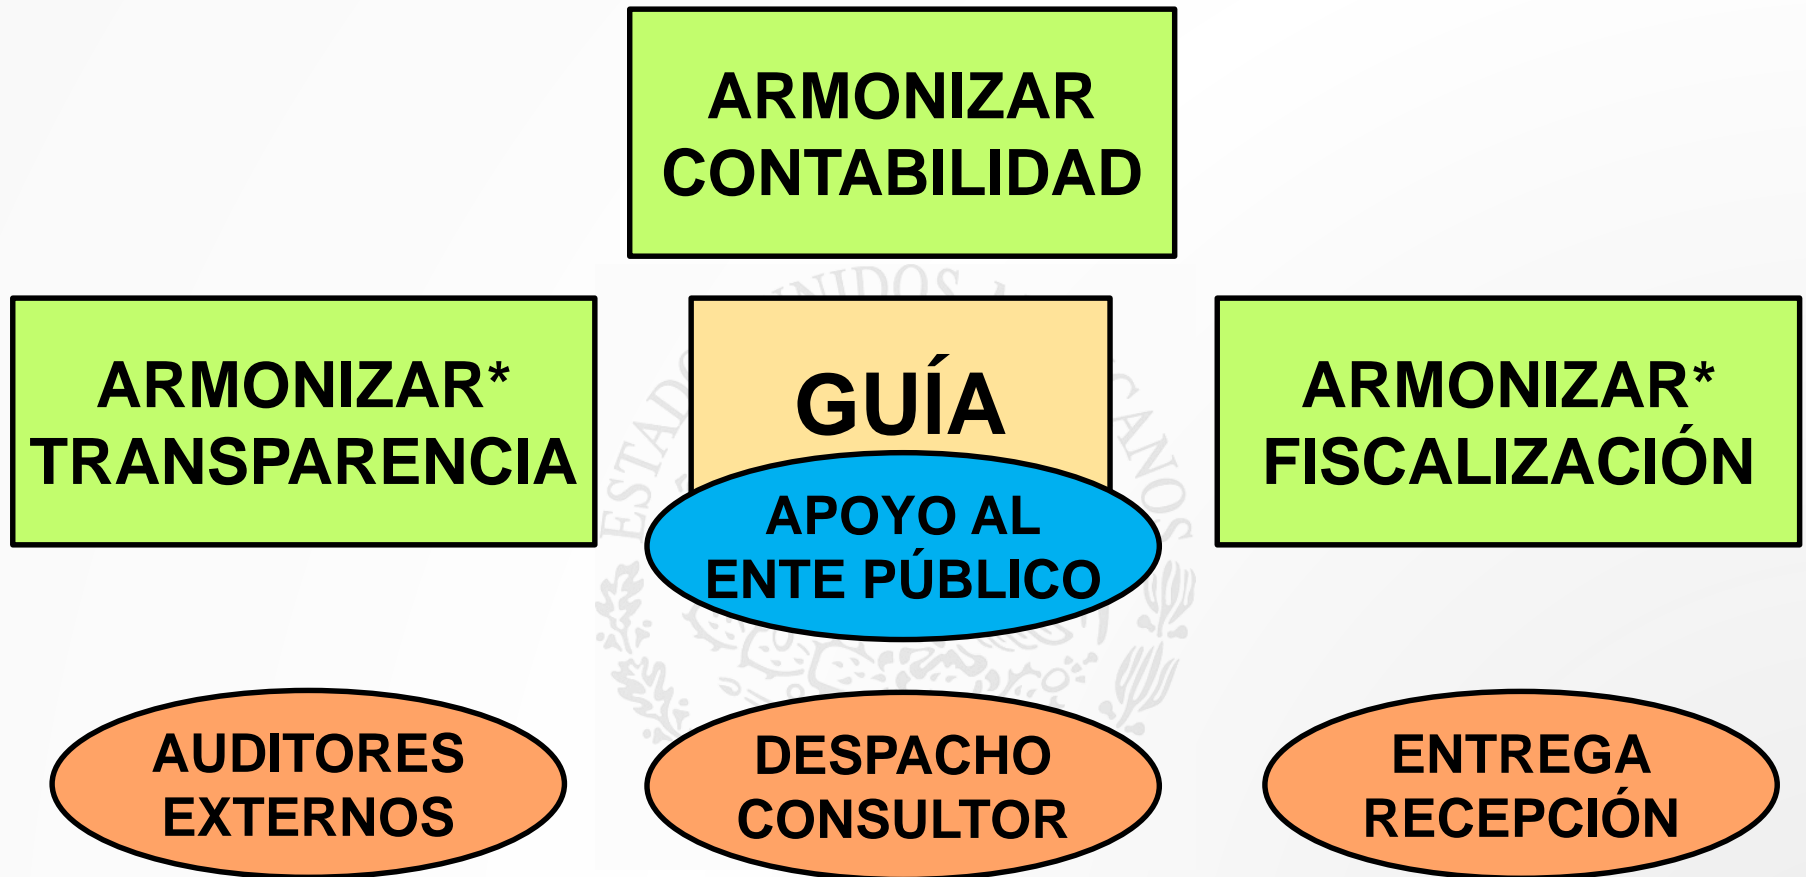 ARMONIZAR
CONTABILIDAD
ARMONIZAR*
TRANSPARENCIA
GUÍA
ARMONIZAR*
FISCALIZACIÓN
APOYO AL
ENTE PÚBLICO
AUDITORES
EXTERNOS
DESPACHO
CONSULTOR
ENTREGA
RECEPCIÓN